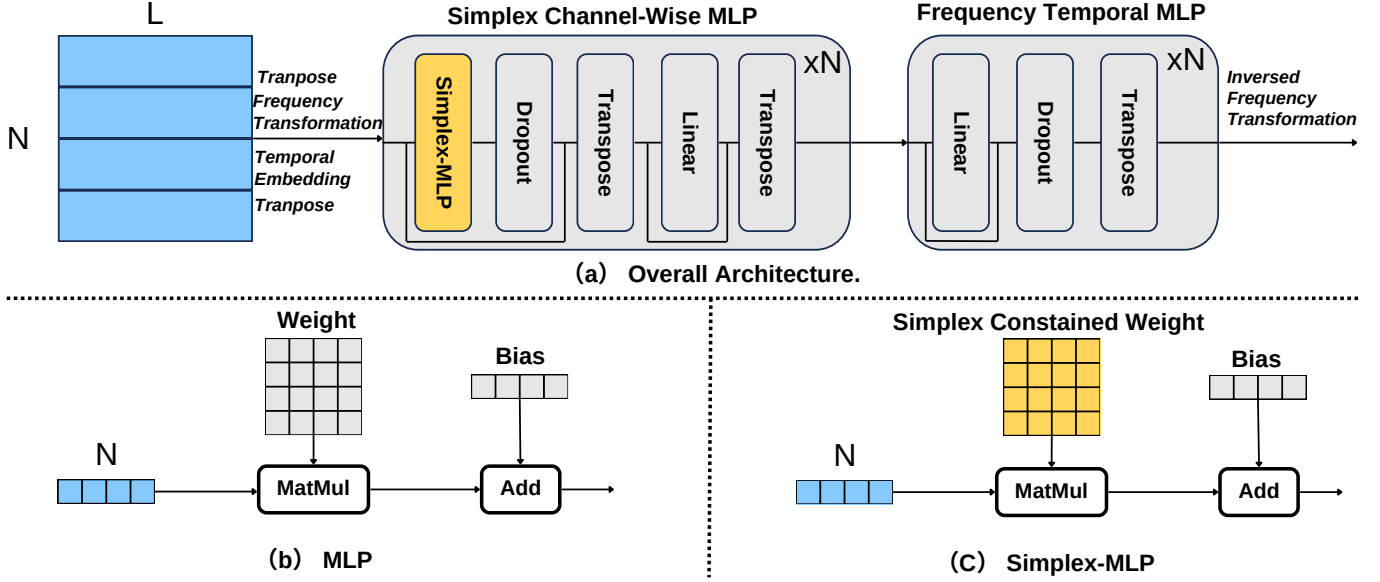 L
Simplex Channel-Wise MLP
Frequency Temporal MLP
N
Tranpose
Frequency
Transformation
Temporal
Embedding
Tranpose
Simplex-MLP
Dropout
Transpose
Linear
Transpose
xN
Linear
Dropout
Transpose
xN
Inversed
Frequency
Transformation
（a） Overall Architecture.
Weight
Bias
N
MatMul
Add
（b） MLP
Simplex Constained Weight
Bias
N
MatMul
Add
（C） Simplex-MLP